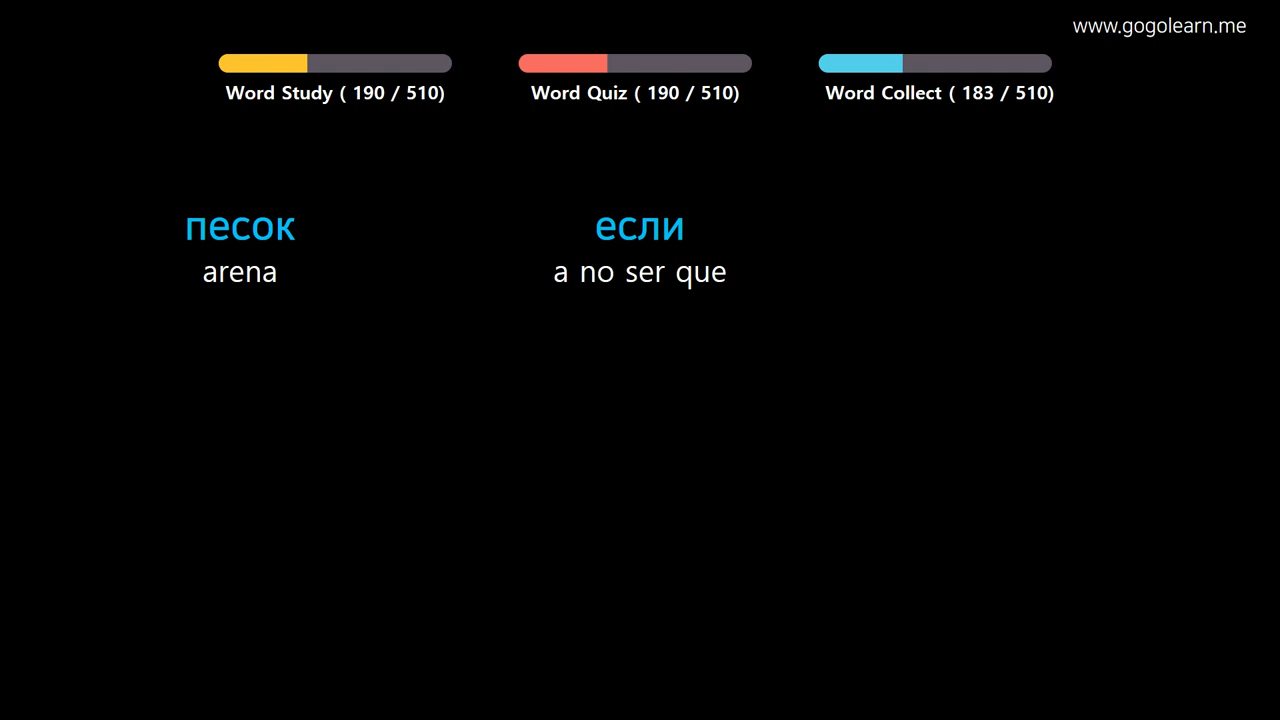 www.gogolearn.me
Word Study ( 190 / 510)
Word Quiz ( 190 / 510)
Word Collect ( 183 / 510)
песок
arena
если
a no ser que